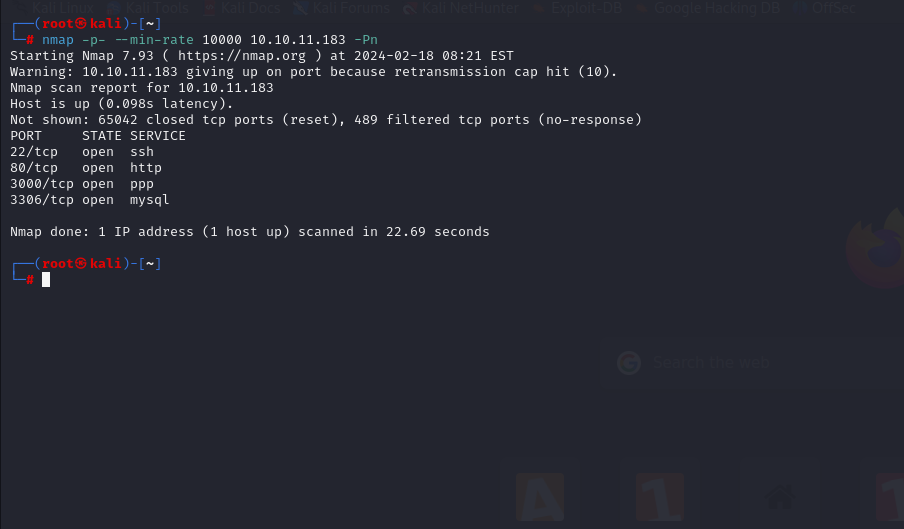 Kali Linux Kali Tools Kali Docs Kali Forums Kali NetHunter Exploit-DB Google Hacking DB OffSec
┌──(root㉿kali)-[~]
└─# nmap -p- --min-rate 10000 10.10.11.183 -Pn
Starting Nmap 7.93 ( https://nmap.org ) at 2024-02-18 08:21 EST
Warning: 10.10.11.183 giving up on port because retransmission cap hit (10).
Nmap scan report for 10.10.11.183
Host is up (0.098s latency).
Not shown: 65042 closed tcp ports (reset), 489 filtered tcp ports (no-response)
PORT     STATE SERVICE
22/tcp   open  ssh
80/tcp   open  http
3000/tcp open  ppp
3306/tcp open  mysql
Nmap done: 1 IP address (1 host up) scanned in 22.69 seconds
┌──(root㉿kali)-[~]
└─#
Search the web